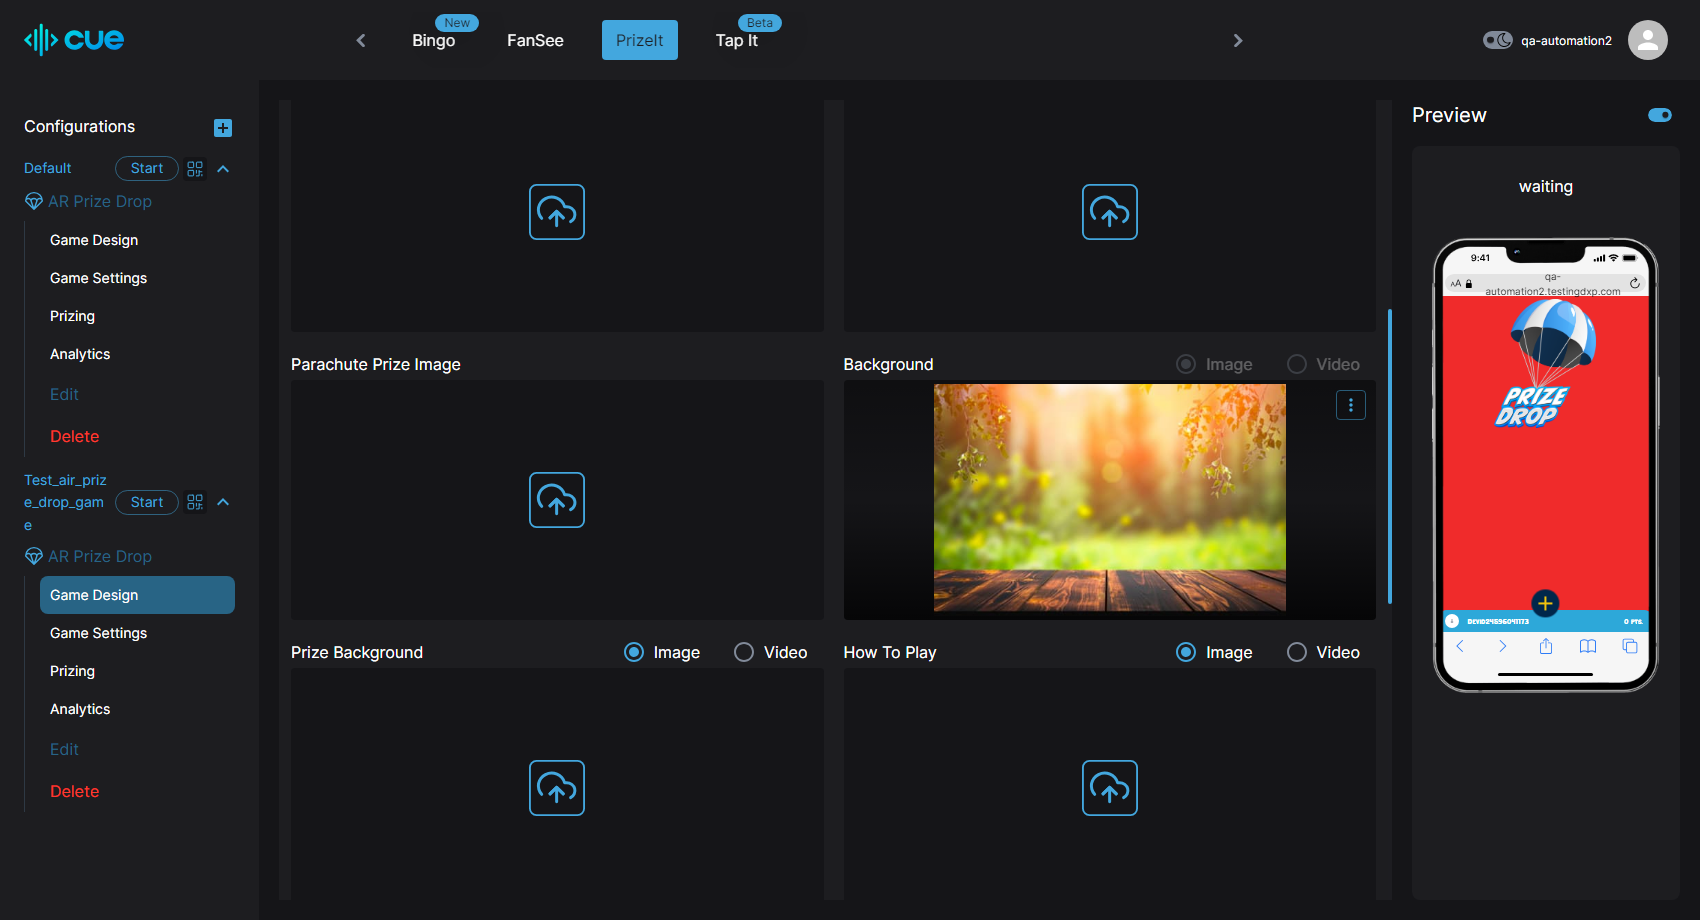 cue
New
Bingo
FanSee
PrizeIt
Beta
Tap It
qa-automation2
Configurations
Default
Start
AR Prize Drop
Game Design
Game Settings
Prizing
Analytics
Edit
Delete
Test_air_priz
e_drop_gam
e
Start
AR Prize Drop
Game Design
Game Settings
Prizing
Analytics
Edit
Delete
Parachute Prize Image
Background
Image
Video
Prize Background
Image
Video
How To Play
Image
Video
Preview
waiting
9:41
AA
qa-
automation2.testingdxp.com
PRIZE
DROP
0 PTS.